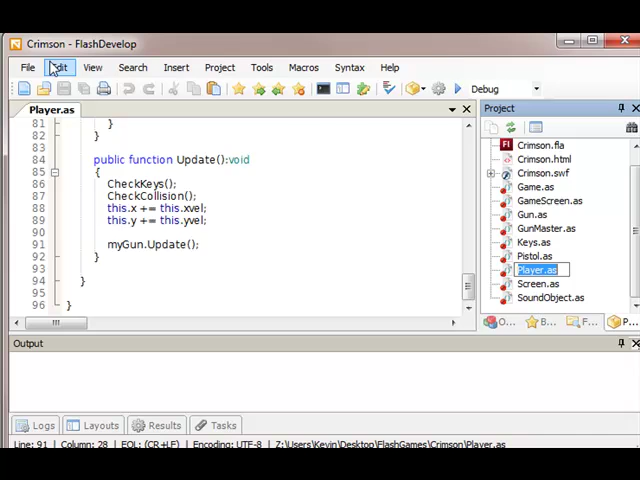 Crimson - FlashDevelop
File Edit View Search Insert Project Tools Macros Syntax Help
Debug
Player.as
Project
81 }
82 }
83
84 public function Update():void
85 {
86 CheckKeys();
87 CheckCollision();
88 this.x += this.xvel;
89 this.y += this.yvel;
90
91 myGun.Update();
92 }
93
94 }
95
96 }
Crimson.fla
Crimson.html
Crimson.swf
Game.as
GameScreen.as
Gun.as
GunMaster.as
Keys.as
Pistol.as
Player.as
Screen.as
SoundObject.as
O... B... F... P...
Output
Logs Layouts Results Tasks
Line: 91 | Column: 28 | EOL: (CR+LF) | Encoding: UTF-8 | Z:\Users\Kevin\Desktop\FlashGames\Crimson\Player.as